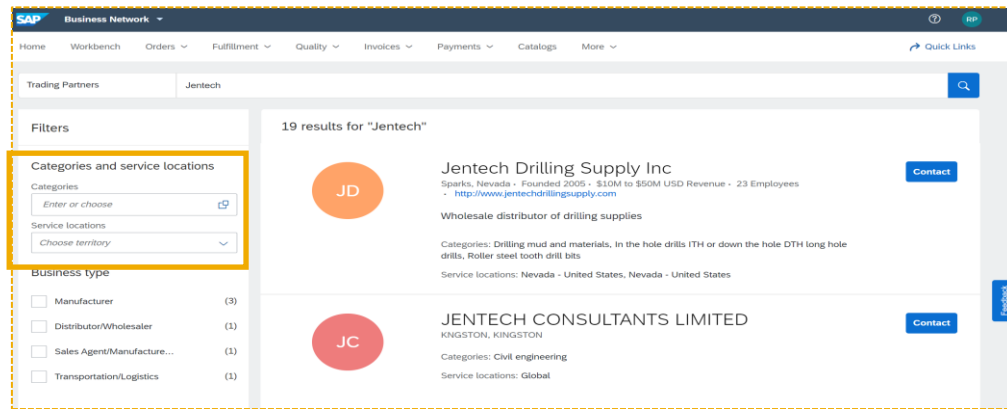 SAP Business Network RP
Home Workbench Orders Fulfillment Quality Invoices Payments Catalogs More Quick Links
Trading Partners Jentech
Filters
Categories and service locations
Categories
Enter or choose
Service locations
Choose territory
Business type
Manufacturer (3)
Distributor/Wholesaler (1)
Sales Agent/Manufacture... (1)
Transportation/Logistics (1)
19 results for "Jentech"
JD
Jentech Drilling Supply Inc
Contact
Sparks, Nevada • Founded 2005 • $10M to $50M USD Revenue • 23 Employees
• http://www.jentechdrillingsupply.com
Wholesale distributor of drilling supplies
Categories: Drilling mud and materials, In the hole drills ITH or down the hole DTH long hole
drills, Roller steel tooth drill bits
Service locations: Nevada - United States, Nevada - United States
JC
JENTECH CONSULTANTS LIMITED
Contact
KNGSTON, KINGSTON
Categories: Civil engineering
Service locations: Global
Feedback